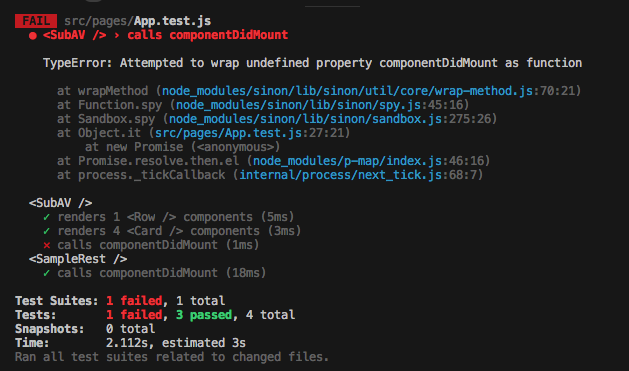 FAIL src/pages/App.test.js
● <SubAV /> › calls componentDidMount
TypeError: Attempted to wrap undefined property componentDidMount as function
at wrapMethod (node_modules/sinon/lib/sinon/util/core/wrap-method.js:70:21)
at Function.spy (node_modules/sinon/lib/sinon/spy.js:45:16)
at Sandbox.spy (node_modules/sinon/lib/sinon/sandbox.js:275:26)
at Object.it (src/pages/App.test.js:27:21)
at new Promise (<anonymous>)
at Promise.resolve.then.el (node_modules/p-map/index.js:46:16)
at process._tickCallback (internal/process/next_tick.js:68:7)
<SubAV />
✓ renders 1 <Row /> components (5ms)
✓ renders 4 <Card /> components (3ms)
✕ calls componentDidMount (1ms)
<SampleRest />
✓ calls componentDidMount (18ms)
Test Suites: 1 failed, 1 total
Tests: 1 failed, 3 passed, 4 total
Snapshots: 0 total
Time: 2.112s, estimated 3s
Ran all test suites related to changed files.